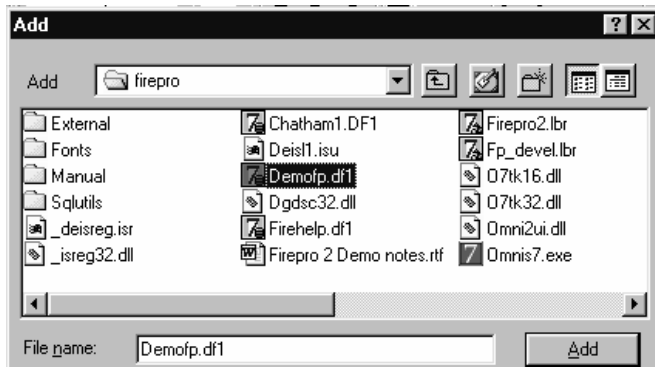 Add
Add firepro
External Chatham1.DF1 Firepro2.lbr
Fonts Deisl1.isu Fp_devel.lbr
Manual Demofp.df1 O7tk16.dll
Sqlutils Dgdsc32.dll O7tk32.dll
_deisreg.isr Firehelp.df1 Omni2ui.dll
_isreg32.dll Firepro 2 Demo notes.rtf Omnis7.exe
File name: Demofp.df1 Add